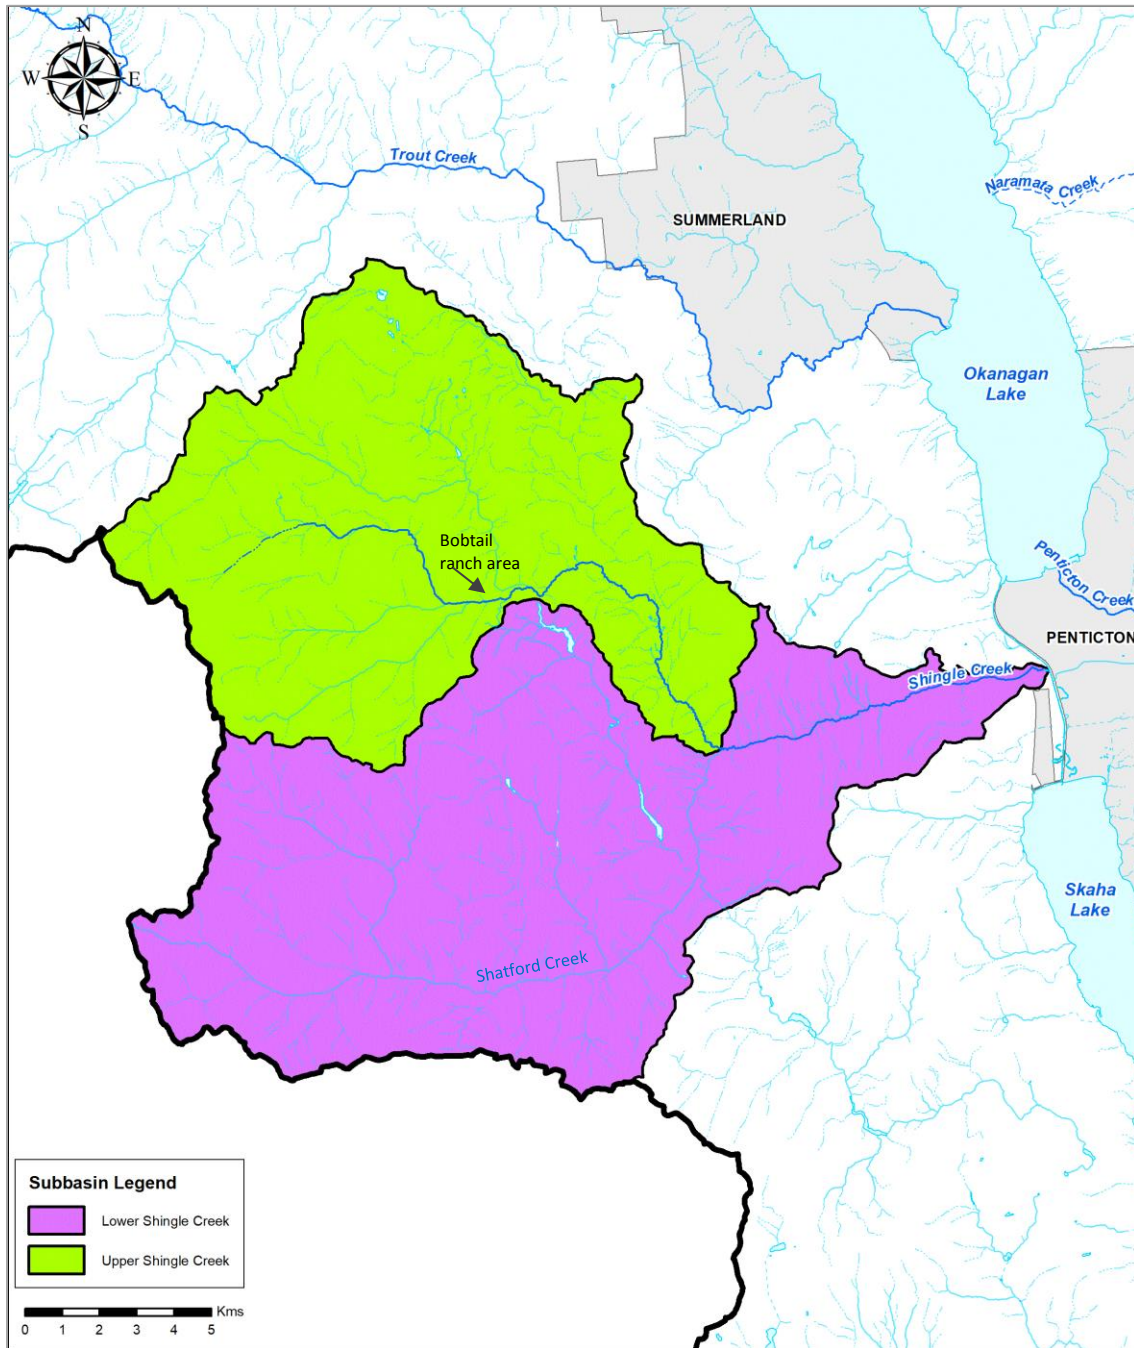 N
W E
S
Trout Creek
Naramata Creek
SUMMERLAND
Okanagan
Lake
Bobtail
ranch area
Penticton Creek
PENTICTON
Shingle Creek
Skaha
Lake
Shatford Creek
Subbasin Legend
Lower Shingle Creek
Upper Shingle Creek
Kms
0 1 2 3 4 5